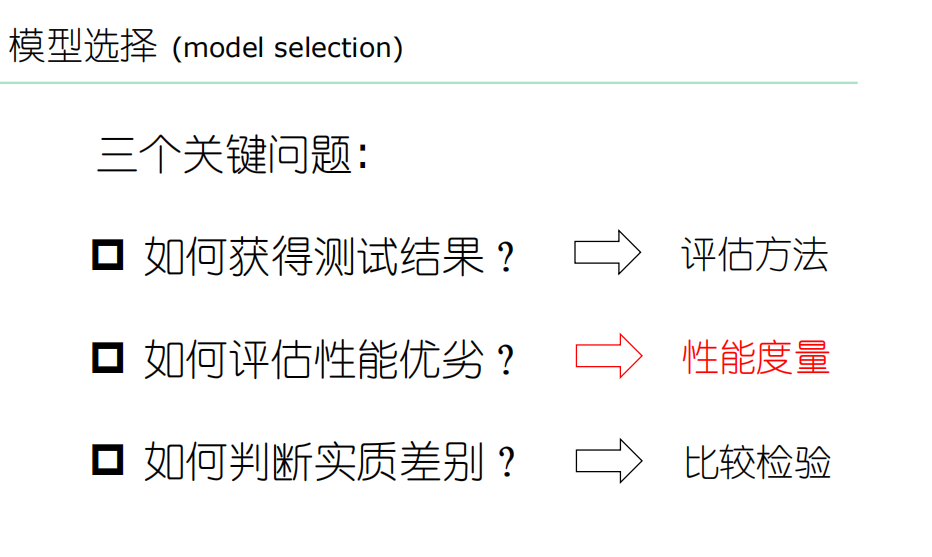 模型选择 (model selection)
三个关键问题:
如何获得测试结果? 评估方法
如何评估性能优劣? 性能度量
如何判断实质差别? 比较检验